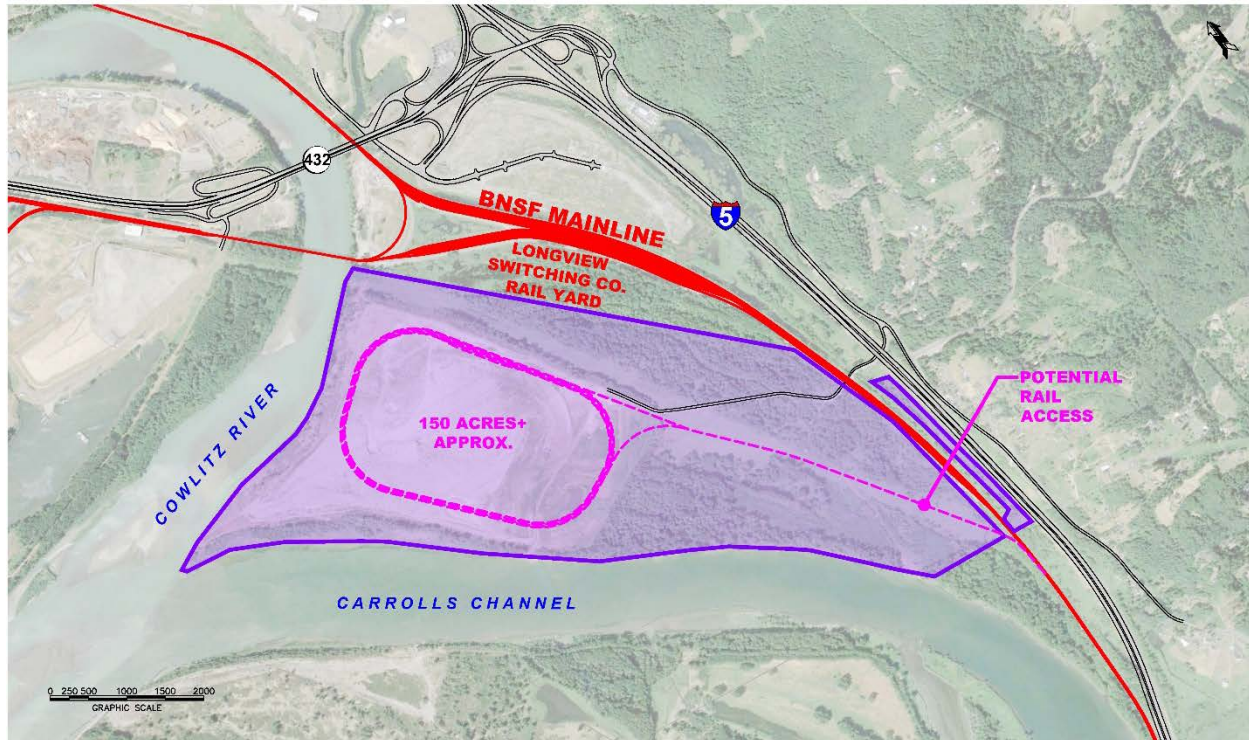 432
5
BNSF MAINLINE
LONGVIEW
SWITCHING CO.
RAIL YARD
POTENTIAL
RAIL
ACCESS
150 ACRES+
APPROX.
COWLITZ RIVER
CARROLLS CHANNEL
0 250 500 1000 1500 2000
GRAPHIC SCALE